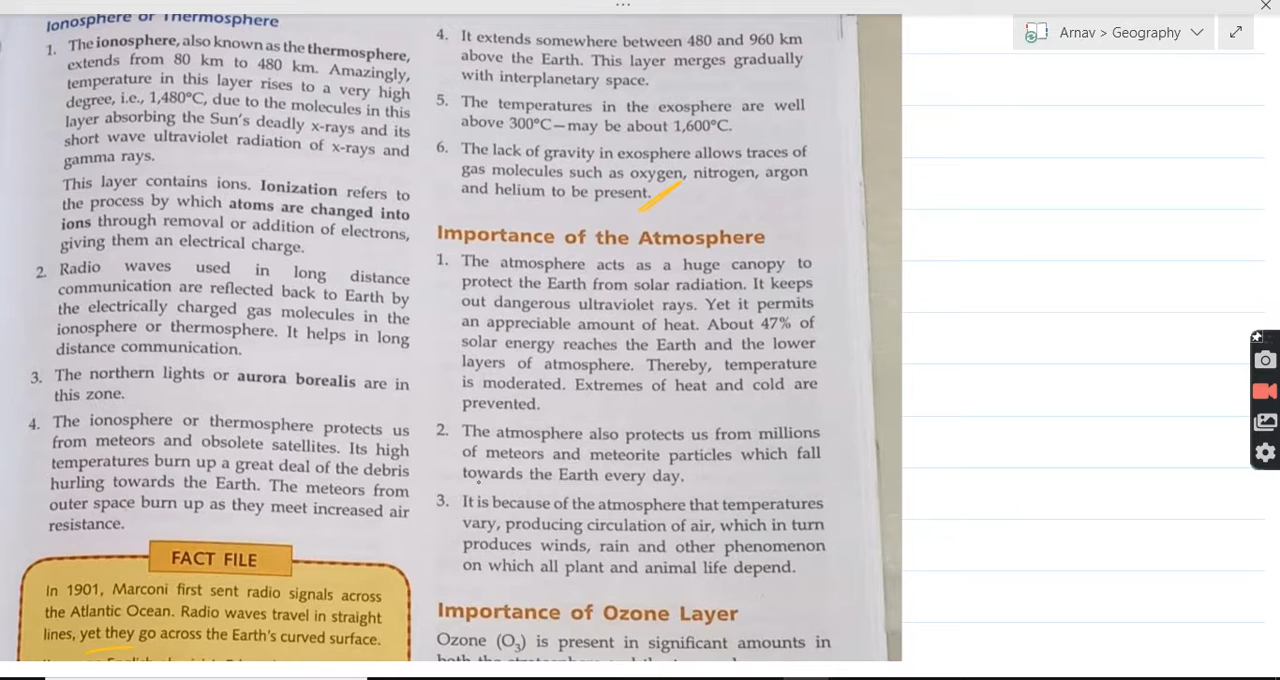 Arnav > Geography
Ionosphere or Thermosphere
1. The ionosphere, also known as the thermosphere,
extends from 80 km to 480 km. Amazingly,
temperature in this layer rises to a very high
degree, i.e., 1,480°C, due to the molecules in this
layer absorbing the Sun's deadly x-rays and its
short wave ultraviolet radiation of x-rays and
gamma rays.
This layer contains ions. Ionization refers to
the process by which atoms are changed into
ions through removal or addition of electrons,
giving them an electrical charge.
2. Radio waves used in long distance
communication are reflected back to Earth by
the electrically charged gas molecules in the
ionosphere or thermosphere. It helps in long
distance communication.
3. The northern lights or aurora borealis are in
this zone.
4. The ionosphere or thermosphere protects us
from meteors and obsolete satellites. Its high
temperatures burn up a great deal of the debris
hurling towards the Earth. The meteors from
outer space burn up as they meet increased air
resistance.
FACT FILE
In 1901, Marconi first sent radio signals across
the Atlantic Ocean. Radio waves travel in straight
lines, yet they go across the Earth's curved surface.
4. It extends somewhere between 480 and 960 km
above the Earth. This layer merges gradually
with interplanetary space.
5. The temperatures in the exosphere are well
above 300°C—may be about 1,600°C.
6. The lack of gravity in exosphere allows traces of
gas molecules such as oxygen, nitrogen, argon
and helium to be present.
Importance of the Atmosphere
1. The atmosphere acts as a huge canopy to
protect the Earth from solar radiation. It keeps
out dangerous ultraviolet rays. Yet it permits
an appreciable amount of heat. About 47% of
solar energy reaches the Earth and the lower
layers of atmosphere. Thereby, temperature
is moderated. Extremes of heat and cold are
prevented.
2. The atmosphere also protects us from millions
of meteors and meteorite particles which fall
towards the Earth every day.
3. It is because of the atmosphere that temperatures
vary, producing circulation of air, which in turn
produces winds, rain and other phenomenon
on which all plant and animal life depend.
Importance of Ozone Layer
Ozone (O₃) is present in significant amounts in